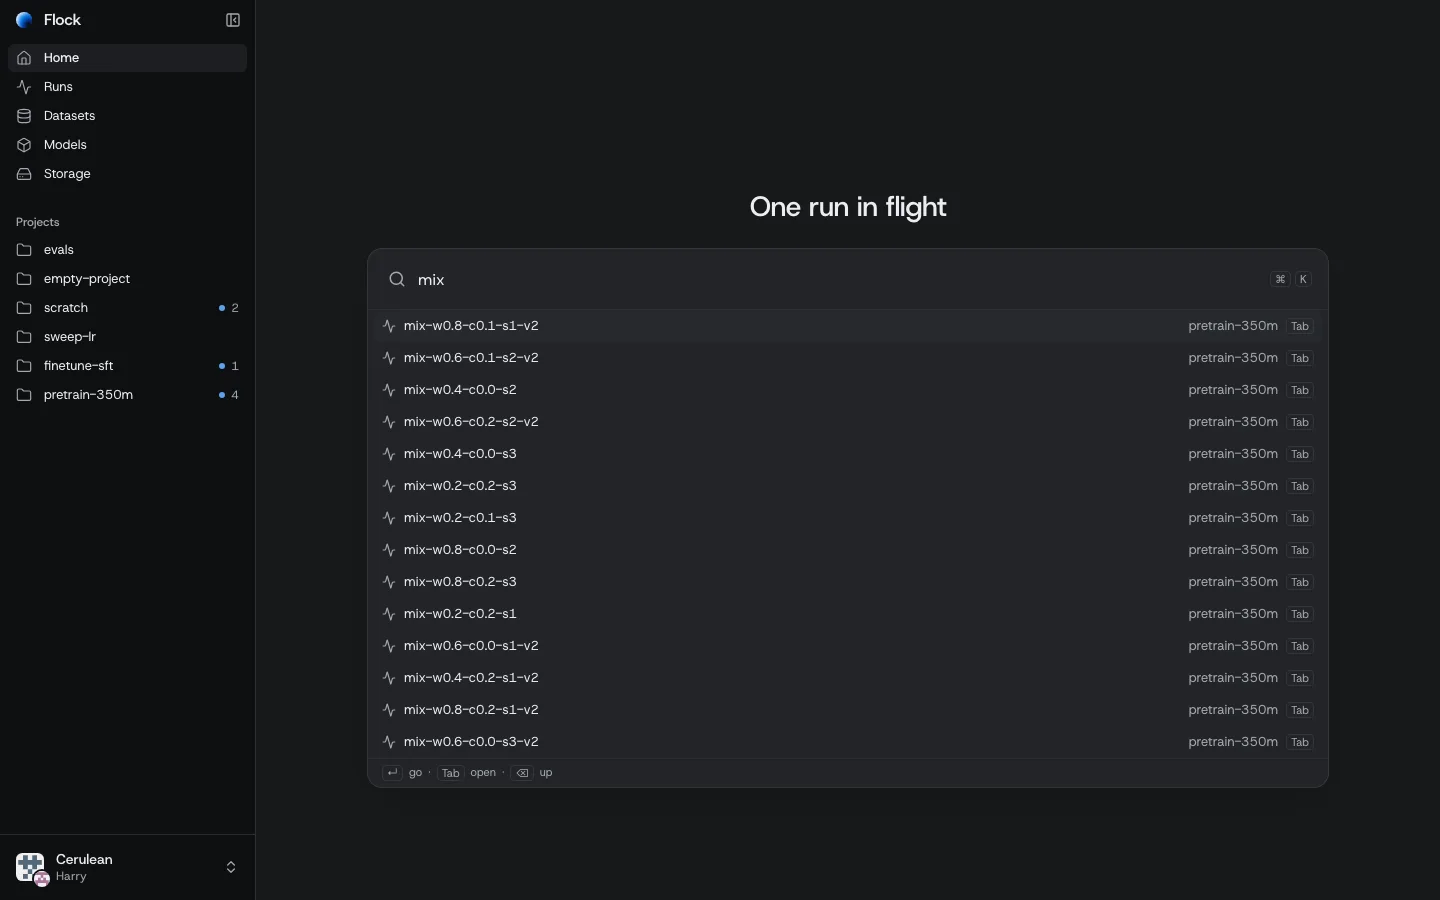 Flock
Home
Runs
Datasets
Models
Storage
Projects
evals
empty-project
scratch 2
sweep-lr
finetune-sft 1
pretrain-350m 4
Cerulean
Harry
One run in flight
mix ⌘ K
mix-w0.8-c0.1-s1-v2 pretrain-350m Tab
mix-w0.6-c0.1-s2-v2 pretrain-350m Tab
mix-w0.4-c0.0-s2 pretrain-350m Tab
mix-w0.6-c0.2-s2-v2 pretrain-350m Tab
mix-w0.4-c0.0-s3 pretrain-350m Tab
mix-w0.2-c0.2-s3 pretrain-350m Tab
mix-w0.2-c0.1-s3 pretrain-350m Tab
mix-w0.8-c0.0-s2 pretrain-350m Tab
mix-w0.8-c0.2-s3 pretrain-350m Tab
mix-w0.2-c0.2-s1 pretrain-350m Tab
mix-w0.6-c0.0-s1-v2 pretrain-350m Tab
mix-w0.4-c0.2-s1-v2 pretrain-350m Tab
mix-w0.8-c0.2-s1-v2 pretrain-350m Tab
mix-w0.6-c0.0-s3-v2 pretrain-350m Tab
↵ go · Tab open · ⌫ up